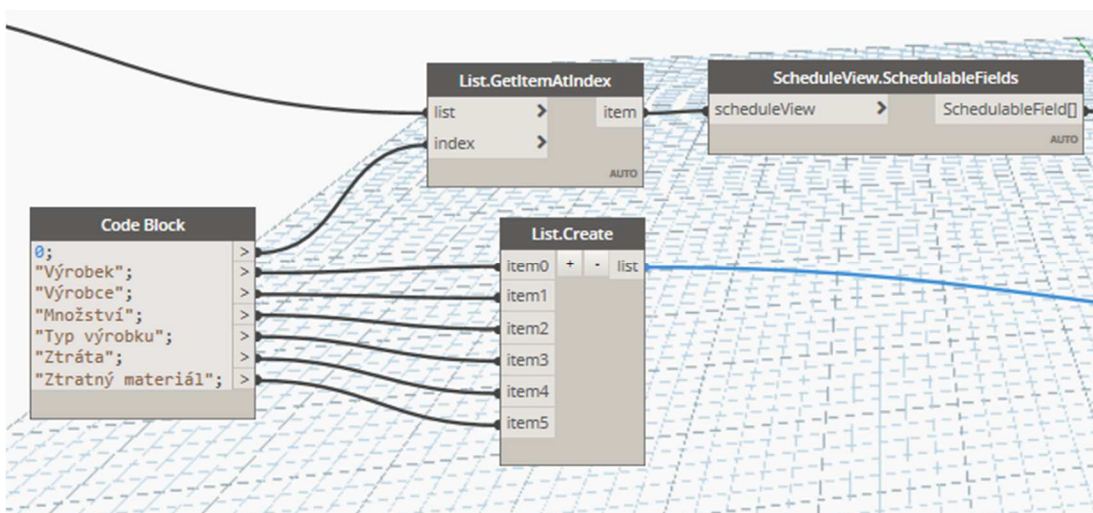 List.GetItemAtIndex
list > item
index >
AUTO
ScheduleView.SchedulableFields
scheduleView > SchedulableField[]
AUTO
Code Block
0; >
"Výrobek"; >
"Výrobce"; >
"Množství"; >
"Typ výrobku"; >
"Ztráta"; >
"Ztratný materiál"; >
List.Create
item0 + - list
item1
item2
item3
item4
item5